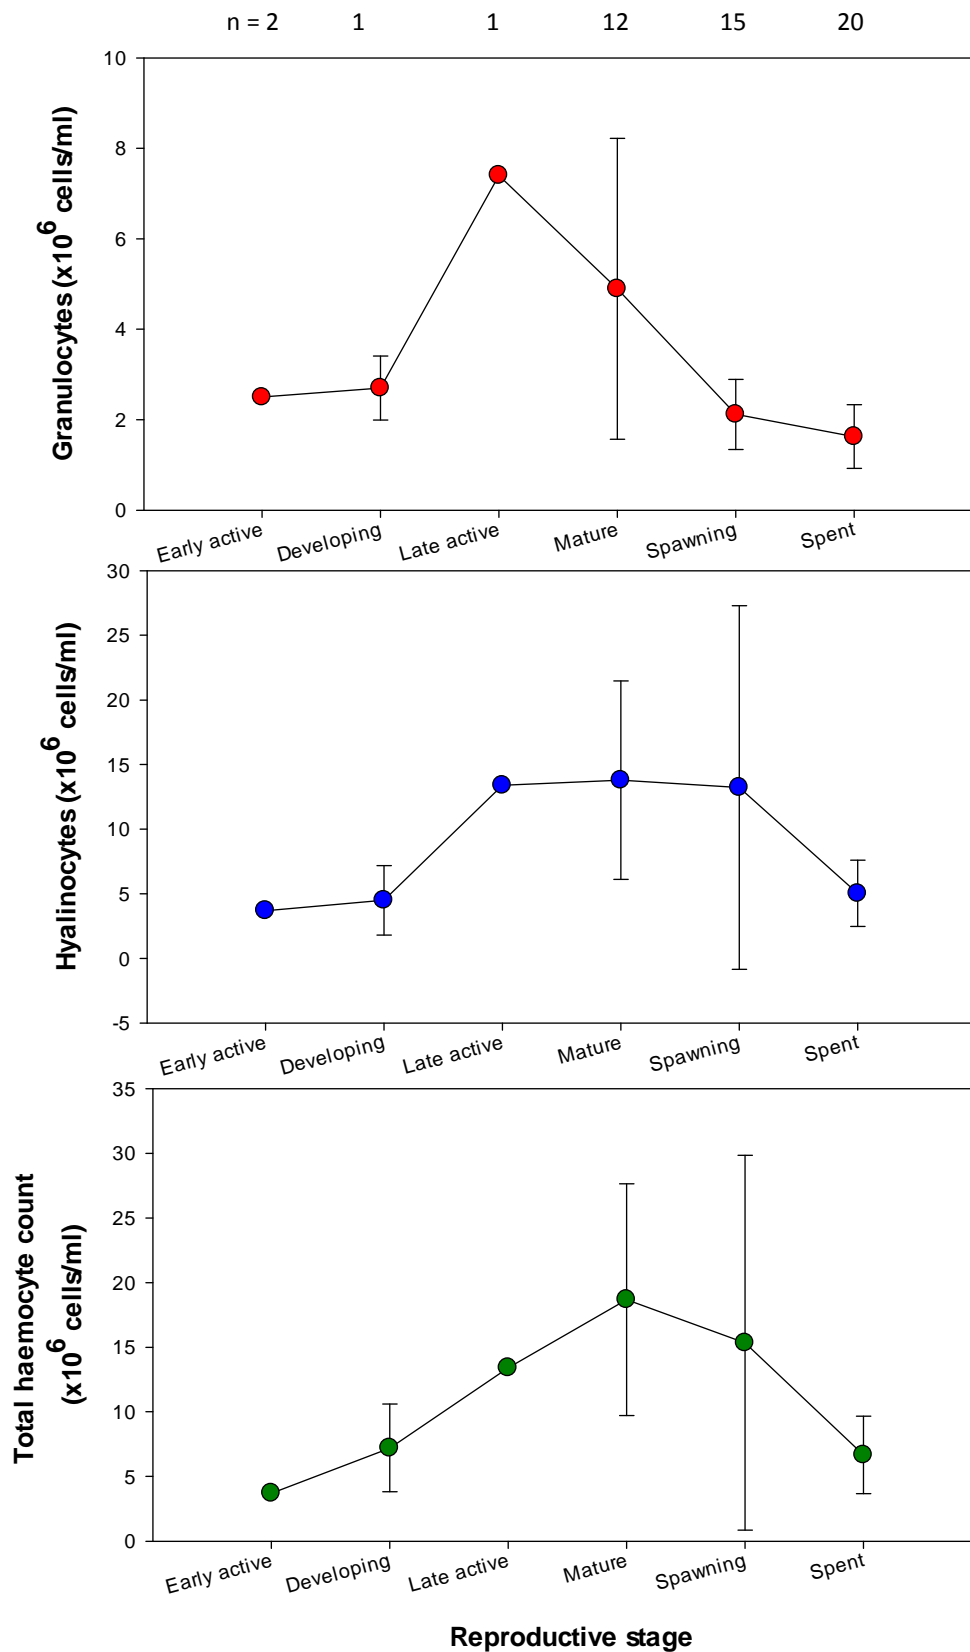 n = 2 1 1 12 15 20
Granulocytes (x10⁶ cells/ml)
10
8
6
4
2
0
Early active Developing Late active Mature Spawning Spent
Hyalinocytes (x10⁶ cells/ml)
30
25
20
15
10
5
0
-5
Early active Developing Late active Mature Spawning Spent
Total haemocyte count
(x10⁶ cells/ml)
35
30
25
20
15
10
5
0
Early active Developing Late active Mature Spawning Spent
Reproductive stage